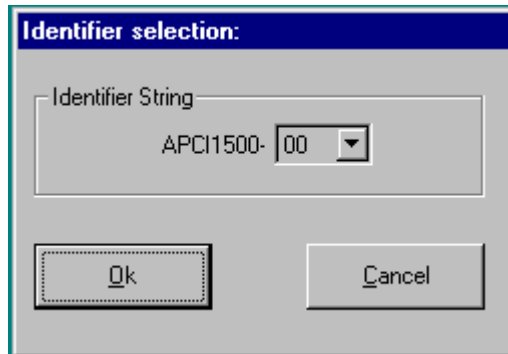 Identifier selection:
Identifier String
APCI1500- 00
Ok
Cancel